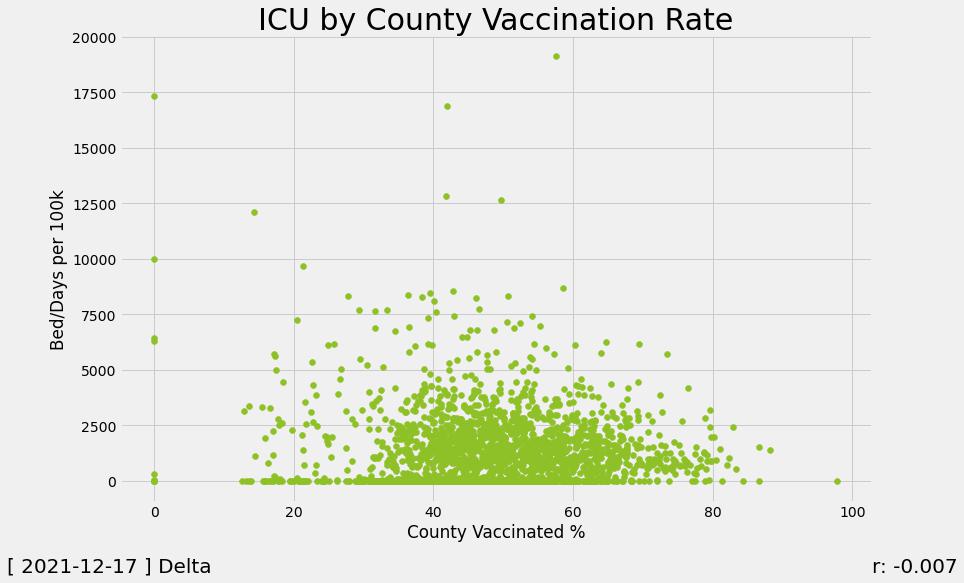 ICU by County Vaccination Rate
20000
17500
15000
12500
10000
7500
5000
2500
0
Bed/Days per 100k
0 20 40 60 80 100
County Vaccinated %
[ 2021-12-17 ] Delta
r: -0.007